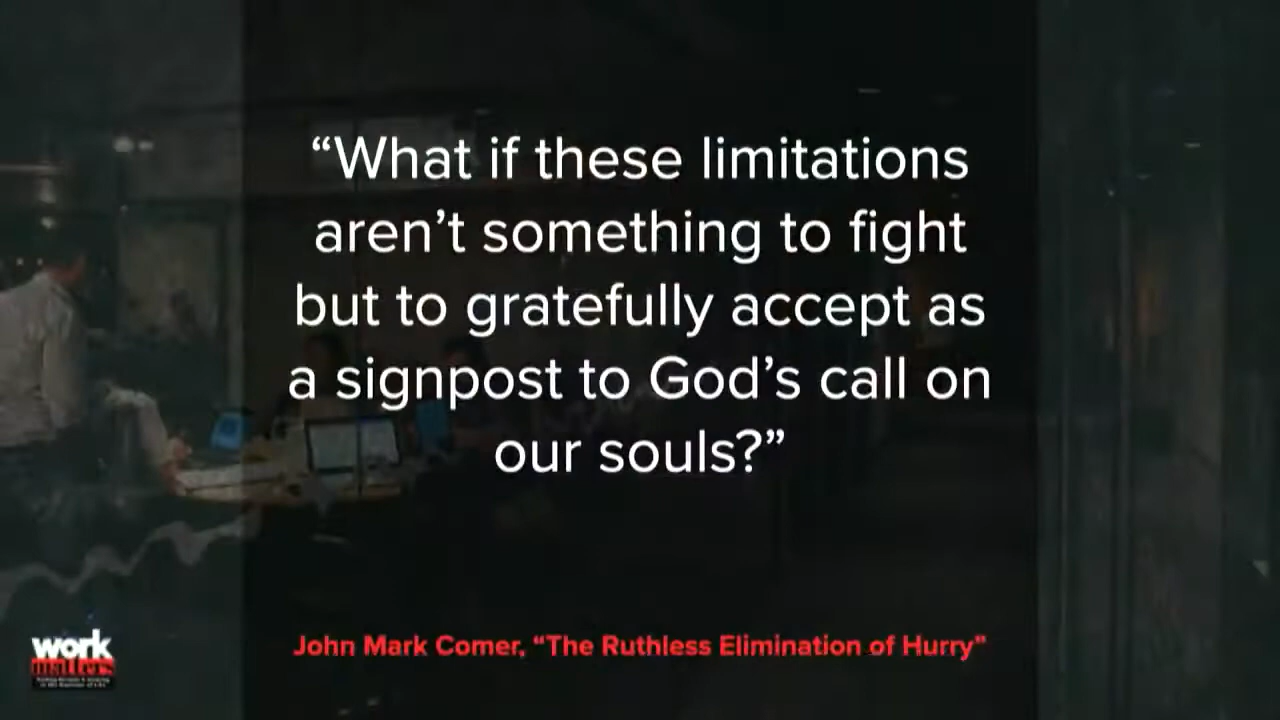 “What if these limitations
aren’t something to fight
but to gratefully accept as
a signpost to God’s call on
our souls?”
John Mark Comer, “The Ruthless Elimination of Hurry”
work
matters